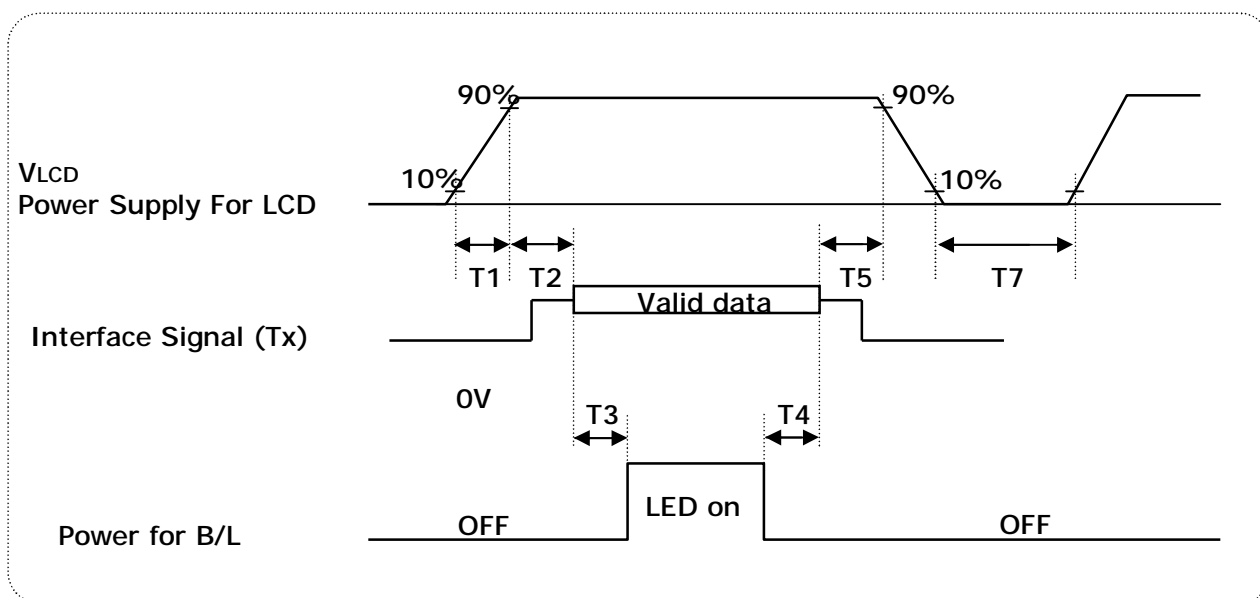 90% 90%
VLCD
10% 10%
Power Supply For LCD
T1 T2 T5 T7
Valid data
Interface Signal (Tx)
0V
T3 T4
LED on
OFF OFF
Power for B/L